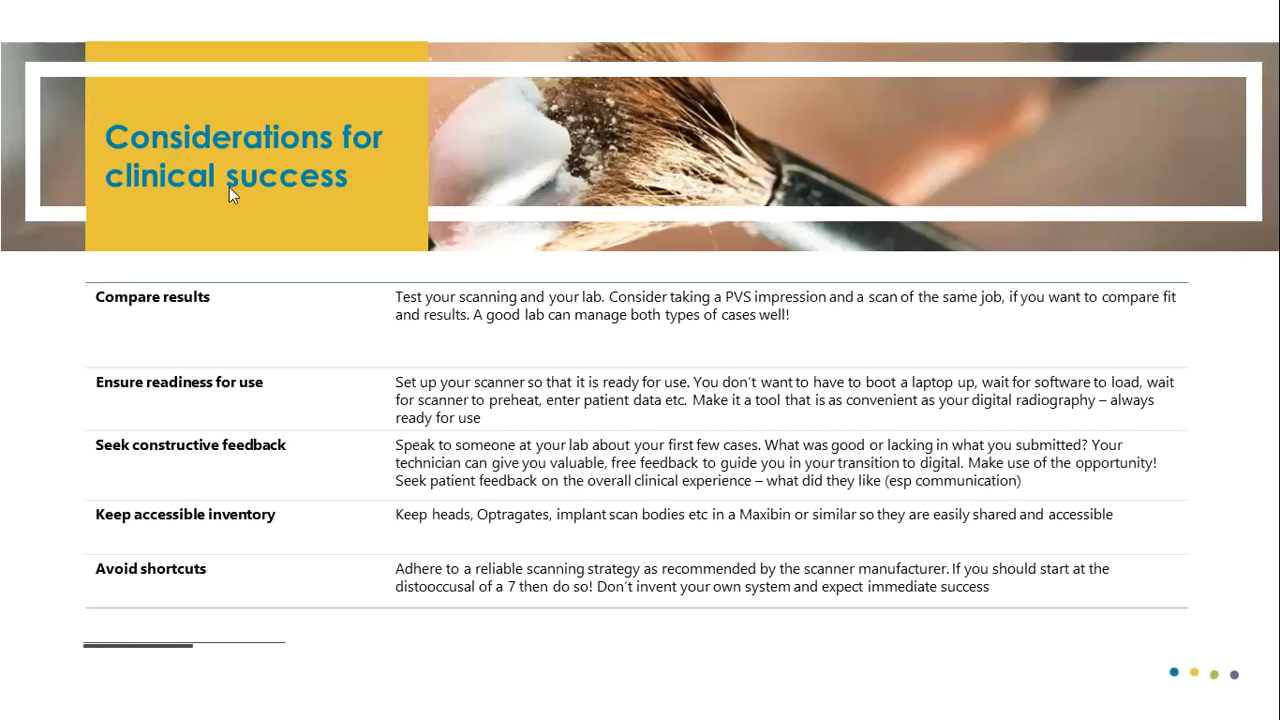 Considerations for
clinical success
Compare results
Test your scanning and your lab. Consider taking a PVS impression and a scan of the same job, if you want to compare fit
and results. A good lab can manage both types of cases well!
Ensure readiness for use
Set up your scanner so that it is ready for use. You don't want to have to boot a laptop up, wait for software to load, wait
for scanner to preheat, enter patient data etc. Make it a tool that is as convenient as your digital radiography – always
ready for use
Seek constructive feedback
Speak to someone at your lab about your first few cases. What was good or lacking in what you submitted? Your
technician can give you valuable, free feedback to guide you in your transition to digital. Make use of the opportunity!
Seek patient feedback on the overall clinical experience – what did they like (esp communication)
Keep accessible inventory
Keep heads, Optragates, implant scan bodies etc in a Maxibin or similar so they are easily shared and accessible
Avoid shortcuts
Adhere to a reliable scanning strategy as recommended by the scanner manufacturer. If you should start at the
distooccusal of a 7 then do so! Don't invent your own system and expect immediate success